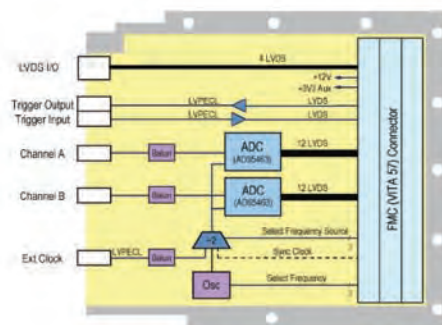 LVDS I/O
8 LVDS
+12V
+3V3 Aux
Trigger Output
LVPECL
LVDS
Trigger Input
LVPECL
LVDS
Channel A
Balun
ADC
(AD95463)
12 LVDS
Channel B
Balun
ADC
(AD95463)
12 LVDS
FMC (VITA 57) Connector
÷2
Select Frequency Source
Ext Clock
LVPECL
Balun
Sync Clock
Osc
Select Frequency